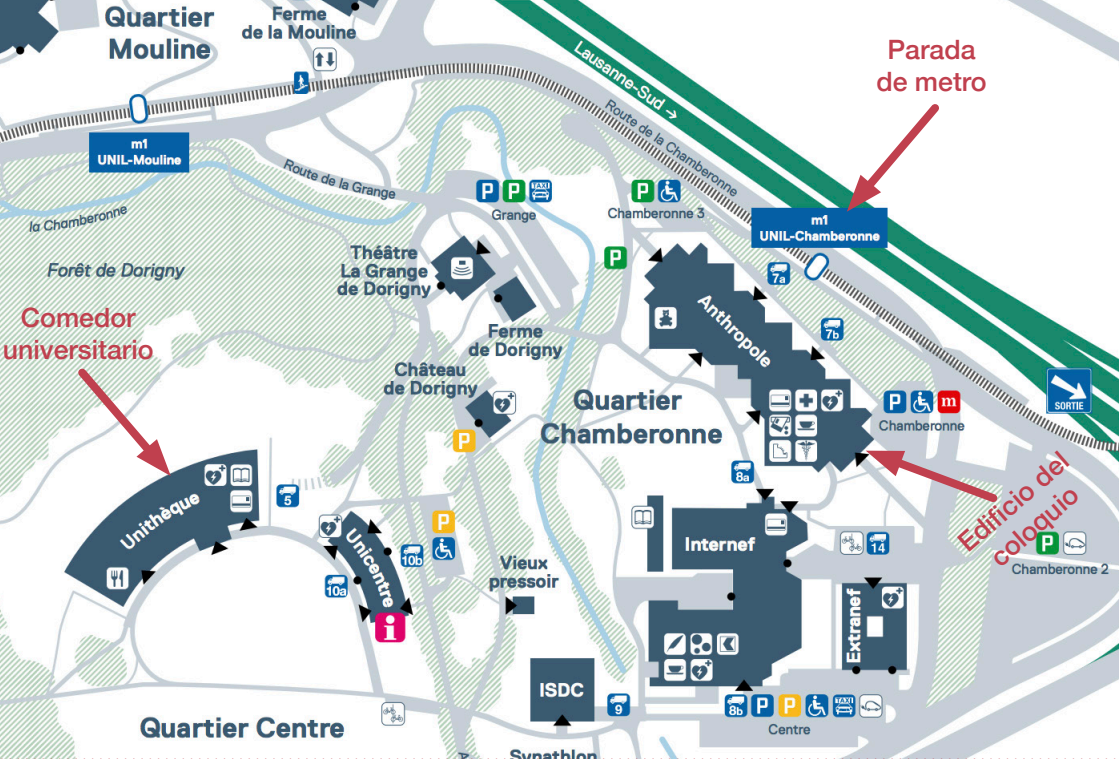 Quartier
Mouline
Ferme
de la Mouline
Parada
de metro
Lausanne-Sud →
Route de la Chamberonne
m1
UNIL-Mouline
Route de la Grange
la Chamberonne
P P TAXI
Grange
P
Chamberonne 3
m1
UNIL-Chamberonne
Forêt de Dorigny
Théâtre
La Grange
de Dorigny
P
7a
Anthropole
7b
Comedor
universitario
Ferme
de Dorigny
Château
de Dorigny
P
Quartier
Chamberonne
P m
Chamberonne
SORTIE
Unithèque
5
8a
Edificio del
coloquio
P
Unicentre
10b
10a
i
Vieux
pressoir
Internef
14
P
Chamberonne 2
Extranef
ISDC
9
8b P P TAXI
Centre
Quartier Centre
Synathlon